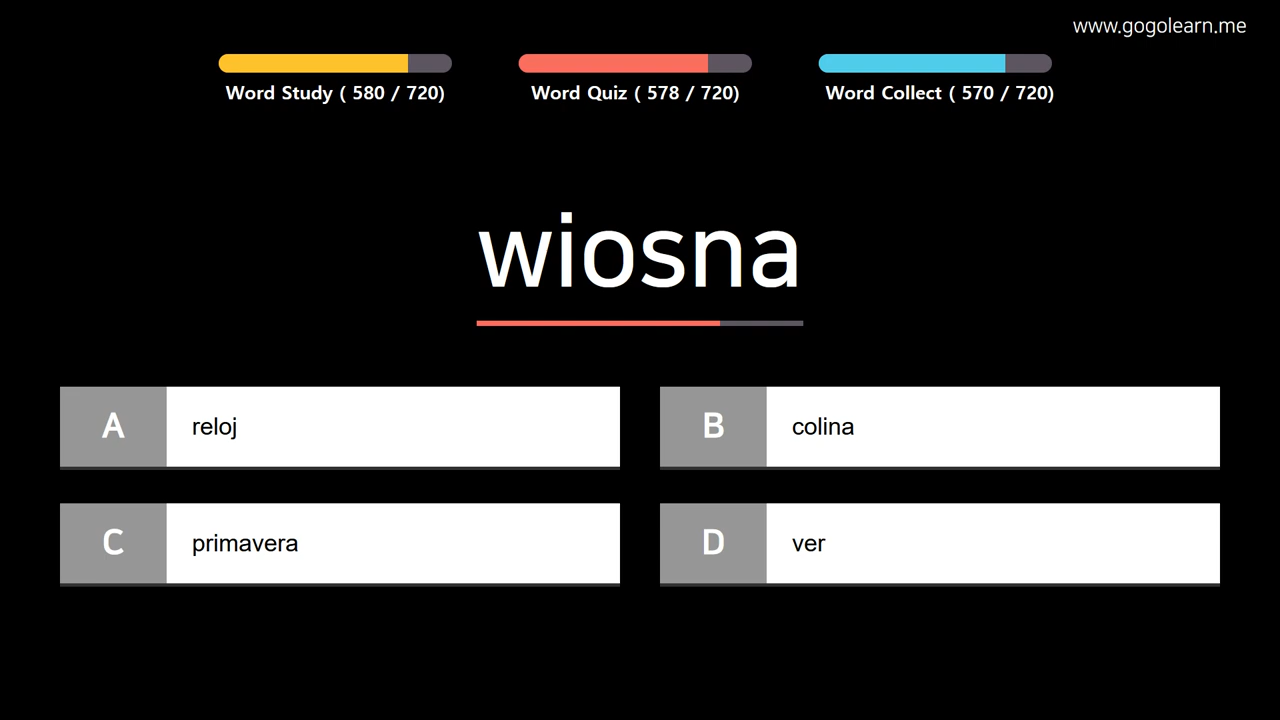 www.gogolearn.me
Word Study ( 580 / 720)
Word Quiz ( 578 / 720)
Word Collect ( 570 / 720)
wiosna
A reloj
B colina
C primavera
D ver